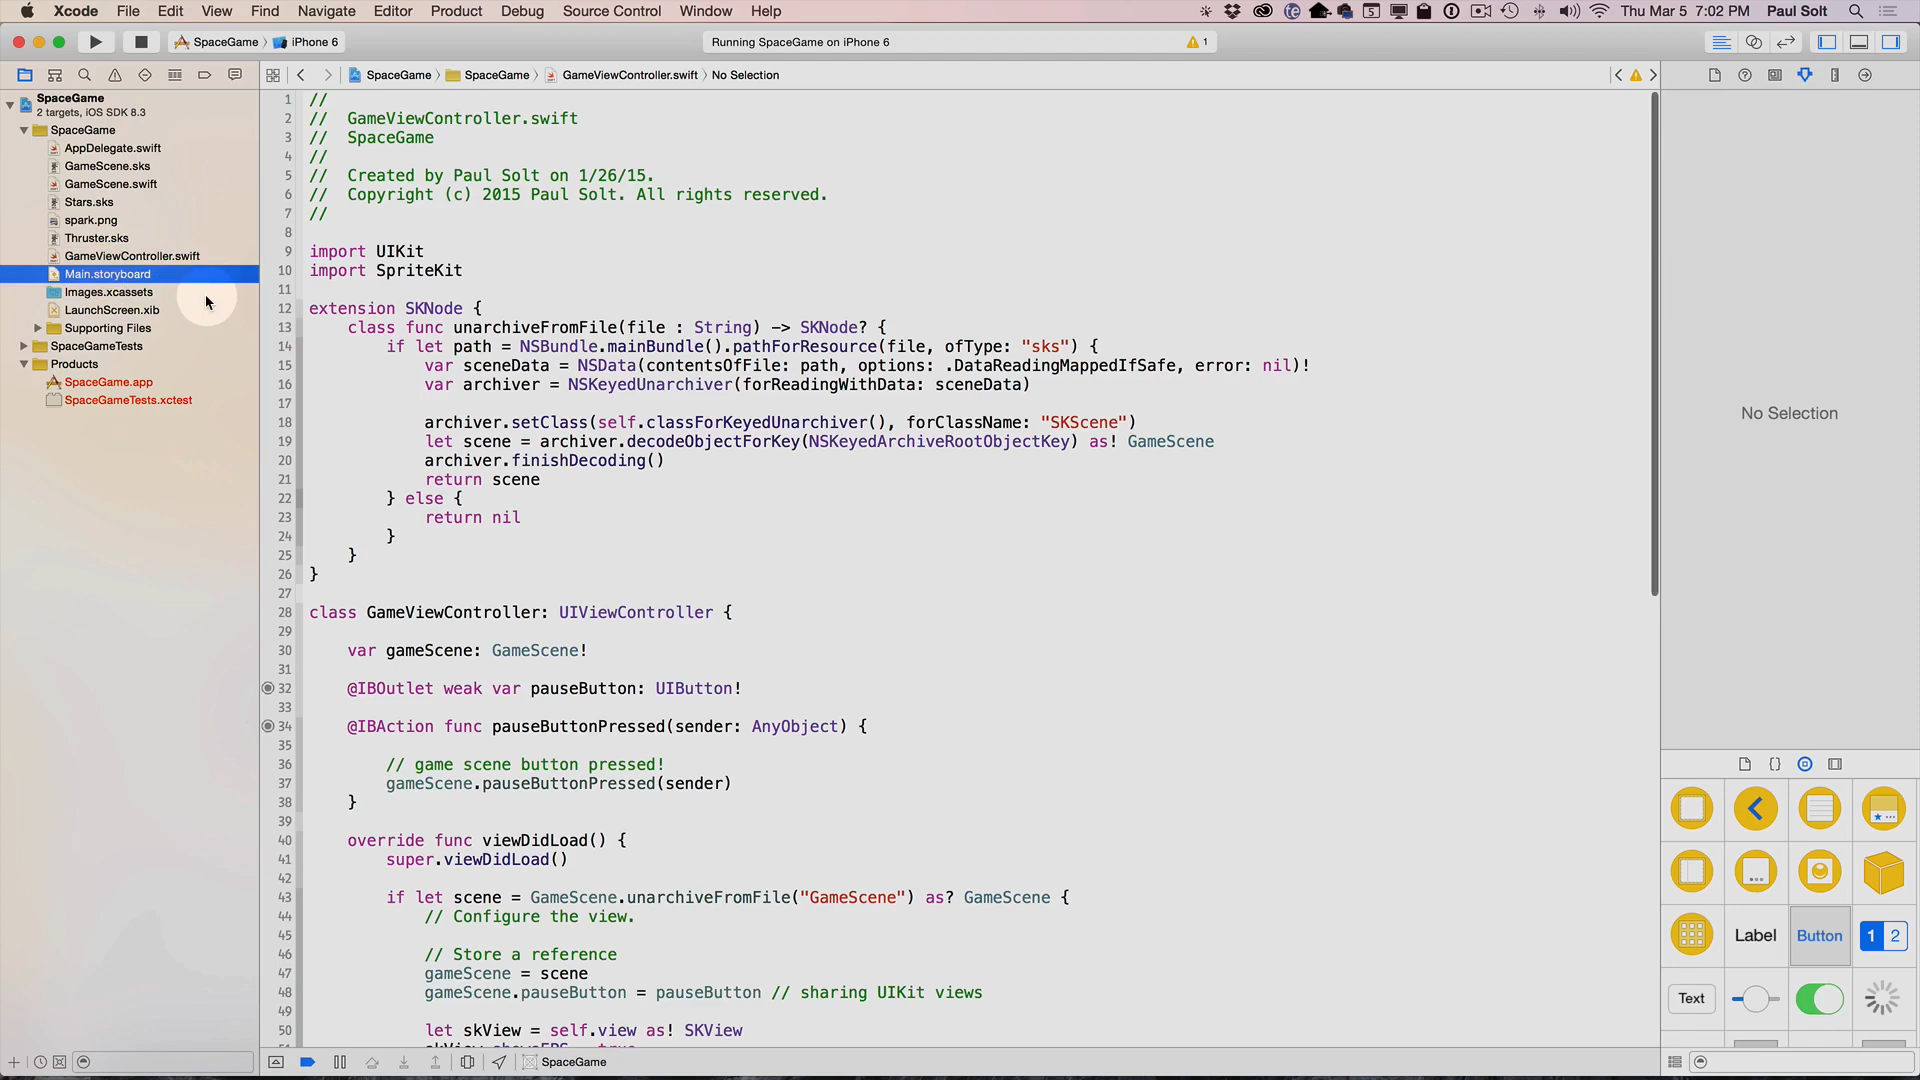 Xcode File Edit View Find Navigate Editor Product Debug Source Control Window Help
Thu Mar 5 7:02 PM Paul Solt
SpaceGame iPhone 6
Running SpaceGame on iPhone 6
1
SpaceGame SpaceGame GameViewController.swift No Selection
SpaceGame
2 targets, iOS SDK 8.3
SpaceGame
AppDelegate.swift
GameScene.sks
GameScene.swift
Stars.sks
spark.png
Thruster.sks
GameViewController.swift
Main.storyboard
Images.xcassets
LaunchScreen.xib
Supporting Files
SpaceGameTests
Products
SpaceGame.app
SpaceGameTests.xctest
1 //
2 // GameViewController.swift
3 // SpaceGame
4 //
5 // Created by Paul Solt on 1/26/15.
6 // Copyright (c) 2015 Paul Solt. All rights reserved.
7 //
8
9 import UIKit
10 import SpriteKit
11
12 extension SKNode {
13 class func unarchiveFromFile(file : String) -> SKNode? {
14 if let path = NSBundle.mainBundle().pathForResource(file, ofType: "sks") {
15 var sceneData = NSData(contentsOfFile: path, options: .DataReadingMappedIfSafe, error: nil)!
16 var archiver = NSKeyedUnarchiver(forReadingWithData: sceneData)
17
18 archiver.setClass(self.classForKeyedUnarchiver(), forClassName: "SKScene")
19 let scene = archiver.decodeObjectForKey(NSKeyedArchiveRootObjectKey) as! GameScene
20 archiver.finishDecoding()
21 return scene
22 } else {
23 return nil
24 }
25 }
26 }
27
28 class GameViewController: UIViewController {
29
30 var gameScene: GameScene!
31
32 @IBOutlet weak var pauseButton: UIButton!
33
34 @IBAction func pauseButtonPressed(sender: AnyObject) {
35
36 // game scene button pressed!
37 gameScene.pauseButtonPressed(sender)
38 }
39
40 override func viewDidLoad() {
41 super.viewDidLoad()
42
43 if let scene = GameScene.unarchiveFromFile("GameScene") as? GameScene {
44 // Configure the view.
45
46 // Store a reference
47 gameScene = scene
48 gameScene.pauseButton = pauseButton // sharing UIKit views
49
50 let skView = self.view as! SKView
No Selection
Label Button 1 2
Text
SpaceGame